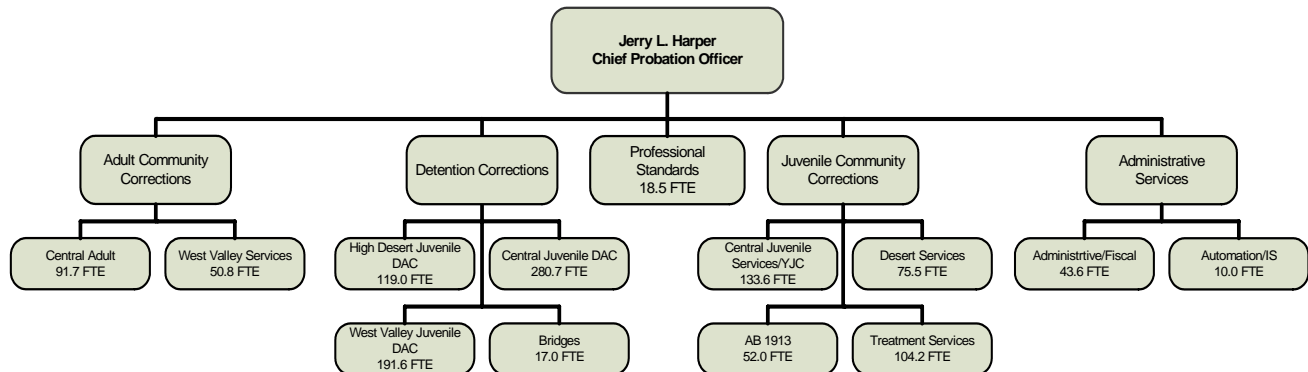 Jerry L. Harper
Chief Probation Officer
Adult Community
Corrections
Detention Corrections
Professional
Standards
18.5 FTE
Juvenile Community
Corrections
Administrative
Services
Central Adult
91.7 FTE
West Valley Services
50.8 FTE
High Desert Juvenile
DAC
119.0 FTE
Central Juvenile DAC
280.7 FTE
Central Juvenile
Services/YJC
133.6 FTE
Desert Services
75.5 FTE
Administrtive/Fiscal
43.6 FTE
Automation/IS
10.0 FTE
West Valley Juvenile
DAC
191.6 FTE
Bridges
17.0 FTE
AB 1913
52.0 FTE
Treatment Services
104.2 FTE